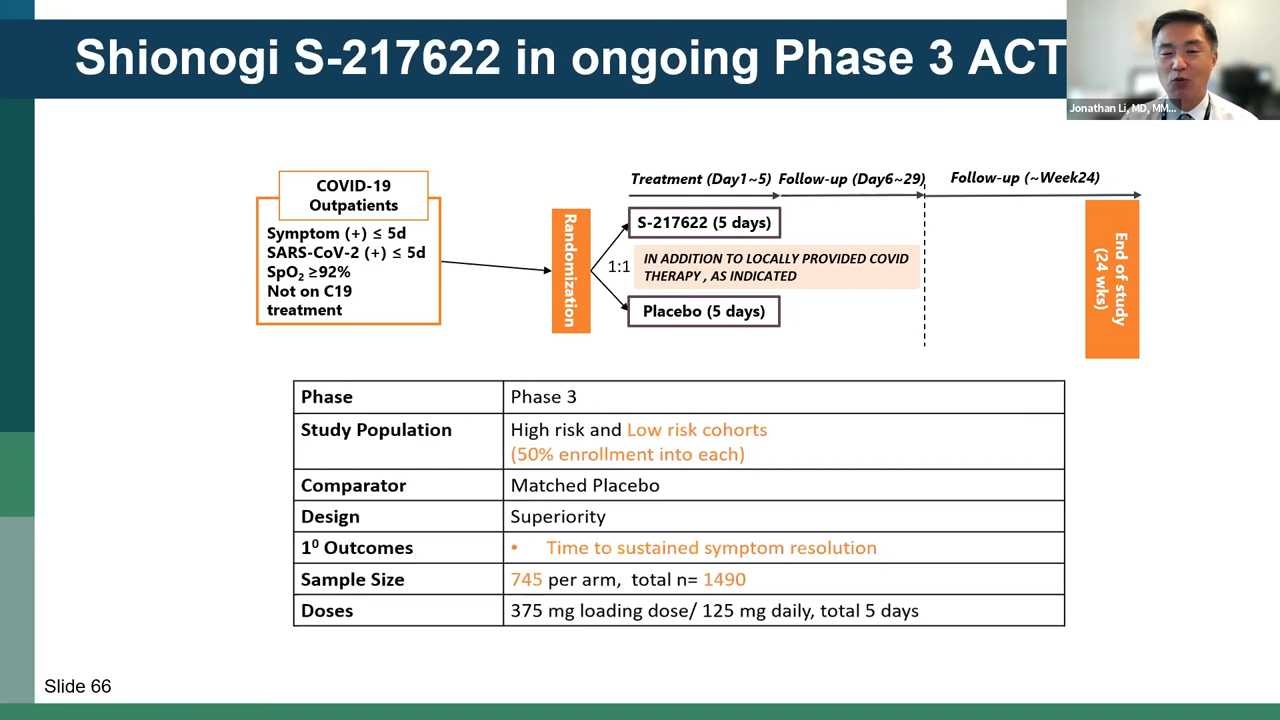 Shionogi S-217622 in ongoing Phase 3 ACT
Jonathan Li, MD, MM...
COVID-19
Outpatients
Symptom (+) ≤ 5d
SARS-CoV-2 (+) ≤ 5d
SpO₂ ≥92%
Not on C19
treatment
Randomization
1:1
Treatment (Day1~5)
Follow-up (Day6~29)
Follow-up (~Week24)
S-217622 (5 days)
IN ADDITION TO LOCALLY PROVIDED COVID
THERAPY , AS INDICATED
Placebo (5 days)
End of study
(24 wks)
Phase
Phase 3
Study Population
High risk and Low risk cohorts
(50% enrollment into each)
Comparator
Matched Placebo
Design
Superiority
1⁰ Outcomes
• Time to sustained symptom resolution
Sample Size
745 per arm, total n= 1490
Doses
375 mg loading dose/ 125 mg daily, total 5 days
Slide 66